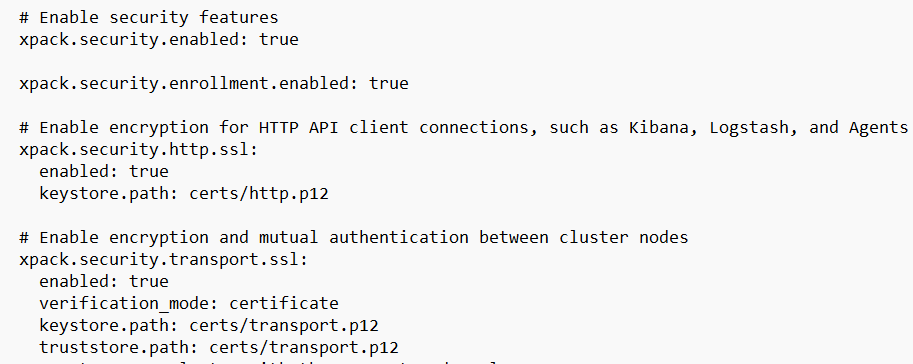 # Enable security features
xpack.security.enabled: true
xpack.security.enrollment.enabled: true
# Enable encryption for HTTP API client connections, such as Kibana, Logstash, and Agents
xpack.security.http.ssl:
  enabled: true
  keystore.path: certs/http.p12
# Enable encryption and mutual authentication between cluster nodes
xpack.security.transport.ssl:
  enabled: true
  verification_mode: certificate
  keystore.path: certs/transport.p12
  truststore.path: certs/transport.p12